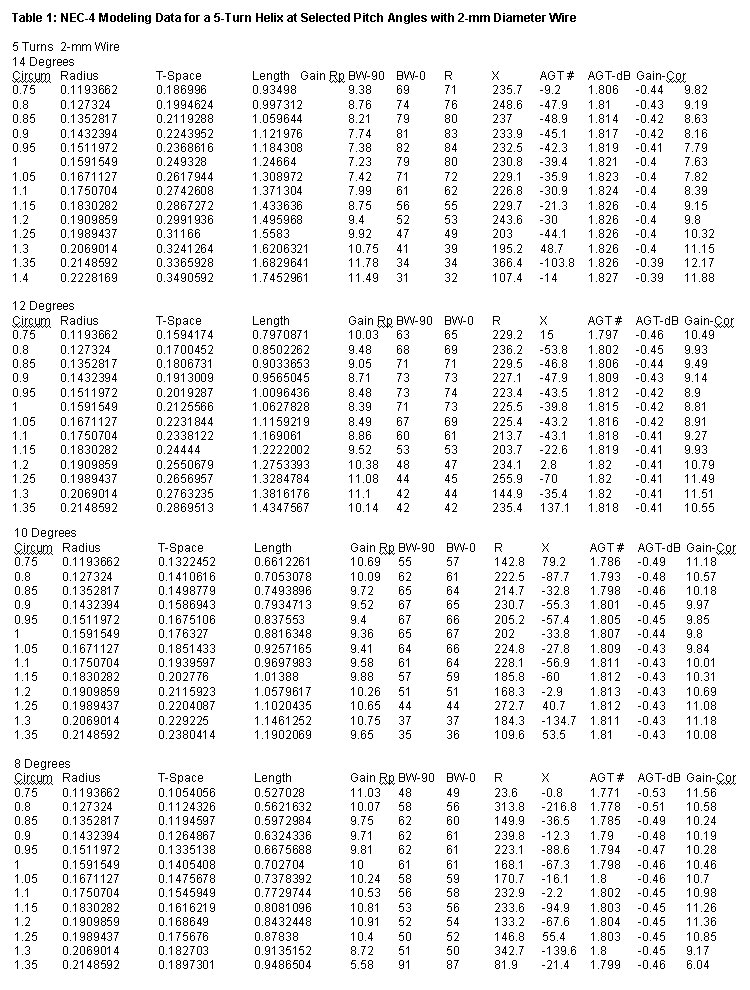 Table 1: NEC-4 Modeling Data for a 5-Turn Helix at Selected Pitch Angles with 2-mm Diameter Wire
5 Turns 2-mm Wire
14 Degrees
Circum Radius T-Space Length Gain Rp BW-90 BW-0 R X AGT # AGT-dB Gain-Cor
0.75 0.1193662 0.186996 0.93498 9.38 69 71 235.7 -9.2 1.806 -0.44 9.82
0.8 0.127324 0.1994624 0.997312 8.76 74 76 248.6 -47.9 1.81 -0.43 9.19
0.85 0.1352817 0.2119288 1.059644 8.21 79 80 237 -48.9 1.814 -0.42 8.63
0.9 0.1432394 0.2243952 1.121976 7.74 81 83 233.9 -45.1 1.817 -0.42 8.16
0.95 0.1511972 0.2368616 1.184308 7.38 82 84 232.5 -42.3 1.819 -0.41 7.79
1 0.1591549 0.249328 1.24664 7.23 79 80 230.8 -39.4 1.821 -0.4 7.63
1.05 0.1671127 0.2617944 1.308972 7.41 71 72 229.1 -35.9 1.823 -0.4 7.82
1.1 0.1750704 0.2742608 1.371304 7.99 61 62 226.8 -30.9 1.824 -0.4 8.39
1.15 0.1830282 0.2867272 1.433636 8.75 56 55 229.7 -21.3 1.826 -0.4 9.15
1.2 0.1909859 0.2991936 1.495968 9.4 52 53 243.6 -30 1.826 -0.4 9.8
1.25 0.1989437 0.31166 1.5583 9.92 47 49 203 -44.1 1.826 -0.4 10.32
1.3 0.2069014 0.3241264 1.6206321 10.75 41 39 195.2 48.7 1.826 -0.4 11.15
1.35 0.2148592 0.3365928 1.6829641 11.78 34 34 366.4 -103.8 1.826 -0.39 12.17
1.4 0.2228169 0.3490592 1.7452961 11.49 31 32 107.4 -14 1.827 -0.39 11.88
12 Degrees
Circum Radius T-Space Length Gain Rp BW-90 BW-0 R X AGT # AGT-dB Gain-Cor
0.75 0.1193662 0.1594174 0.7970871 10.03 63 65 229.2 15 1.797 -0.46 10.49
0.8 0.127324 0.1700452 0.8502262 9.48 68 69 236.2 -53.8 1.802 -0.45 9.93
0.85 0.1352817 0.1806731 0.9033653 9.05 71 71 229.5 -46.8 1.806 -0.44 9.49
0.9 0.1432394 0.1913009 0.9565045 8.71 73 73 227.1 -47.9 1.809 -0.43 9.14
0.95 0.1511972 0.2019287 1.0096436 8.48 73 74 223.4 -43.5 1.812 -0.42 8.9
1 0.1591549 0.2125566 1.0627828 8.39 71 73 225.5 -39.8 1.815 -0.42 8.81
1.05 0.1671127 0.2231844 1.1159219 8.49 67 69 225.4 -43.2 1.816 -0.42 8.91
1.1 0.1750704 0.2338122 1.169061 8.86 60 61 213.7 -43.1 1.818 -0.41 9.27
1.15 0.1830282 0.24444 1.2222002 9.52 53 53 203.7 -22.6 1.819 -0.41 9.93
1.2 0.1909859 0.2550679 1.2753393 10.38 48 47 234.1 2.8 1.82 -0.41 10.79
1.25 0.1989437 0.2656957 1.3284784 11.08 44 45 255.9 -70 1.82 -0.41 11.49
1.3 0.2069014 0.2763235 1.3816176 11.1 42 44 144.9 -35.4 1.82 -0.41 11.51
1.35 0.2148592 0.2869513 1.4347567 10.14 42 42 235.4 137.1 1.818 -0.41 10.55
10 Degrees
Circum Radius T-Space Length Gain Rp BW-90 BW-0 R X AGT # AGT-dB Gain-Cor
0.75 0.1193662 0.1322452 0.6612261 10.69 55 57 142.8 79.2 1.786 -0.49 11.18
0.8 0.127324 0.1410616 0.7053078 10.09 62 61 222.5 -87.7 1.793 -0.48 10.57
0.85 0.1352817 0.1498779 0.7493896 9.72 65 64 214.7 -32.8 1.798 -0.46 10.18
0.9 0.1432394 0.1586943 0.7934713 9.52 67 65 230.7 -55.3 1.801 -0.45 9.97
0.95 0.1511972 0.1675106 0.837553 9.4 67 66 205.2 -57.4 1.805 -0.45 9.85
1 0.1591549 0.176327 0.8816348 9.36 65 67 202 -33.8 1.807 -0.44 9.8
1.05 0.1671127 0.1851433 0.9257165 9.41 64 66 224.8 -27.8 1.809 -0.43 9.84
1.1 0.1750704 0.1939597 0.9697983 9.58 61 64 228.1 -56.9 1.811 -0.43 10.01
1.15 0.1830282 0.202776 1.01388 9.88 57 59 185.8 -60 1.812 -0.43 10.31
1.2 0.1909859 0.2115923 1.0579617 10.26 51 51 168.3 -2.9 1.813 -0.43 10.69
1.25 0.1989437 0.2204087 1.1020435 10.65 44 44 272.7 40.7 1.812 -0.43 11.08
1.3 0.2069014 0.229225 1.1461252 10.75 37 37 184.3 -134.7 1.811 -0.43 11.18
1.35 0.2148592 0.2380414 1.1902069 9.65 35 36 109.6 53.5 1.81 -0.43 10.08
8 Degrees
Circum Radius T-Space Length Gain Rp BW-90 BW-0 R X AGT # AGT-dB Gain-Cor
0.75 0.1193662 0.1054056 0.527028 11.03 48 49 23.6 -0.8 1.771 -0.53 11.56
0.8 0.127324 0.1124326 0.5621632 10.07 58 56 313.8 -216.8 1.778 -0.51 10.58
0.85 0.1352817 0.1194597 0.5972984 9.75 62 60 149.9 -36.5 1.785 -0.49 10.24
0.9 0.1432394 0.1264867 0.6324336 9.71 62 61 239.8 -12.3 1.79 -0.48 10.19
0.95 0.1511972 0.1335138 0.6675688 9.81 62 61 223.1 -88.6 1.794 -0.47 10.28
1 0.1591549 0.1405408 0.702704 10 61 61 168.1 -67.3 1.798 -0.46 10.46
1.05 0.1671127 0.1475678 0.7378392 10.24 58 59 170.7 -16.1 1.8 -0.46 10.7
1.1 0.1750704 0.1545949 0.7729744 10.53 56 58 232.9 -2.2 1.802 -0.45 10.98
1.15 0.1830282 0.1616219 0.8081096 10.81 53 56 233.6 -94.9 1.803 -0.45 11.26
1.2 0.1909859 0.168649 0.8432448 10.91 52 54 133.2 -67.6 1.804 -0.45 11.36
1.25 0.1989437 0.175676 0.87838 10.4 50 52 146.8 55.4 1.803 -0.45 10.85
1.3 0.2069014 0.182703 0.9135152 8.72 51 50 342.7 -139.6 1.8 -0.45 9.17
1.35 0.2148592 0.1897301 0.9486504 5.58 91 87 81.9 -21.4 1.799 -0.46 6.04